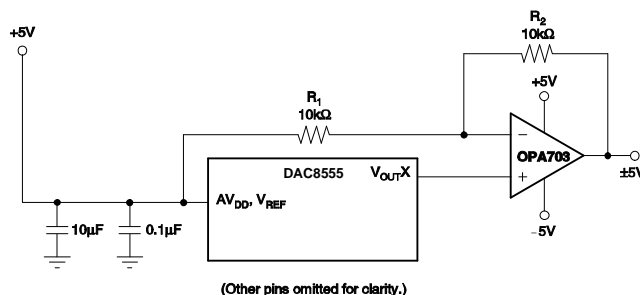 +5V
R1
10kΩ
R2
10kΩ
+5V
−
OPA703
+
±5V
−5V
DAC8555
VOUTX
AVDD, VREF
10µF
0.1µF
(Other pins omitted for clarity.)